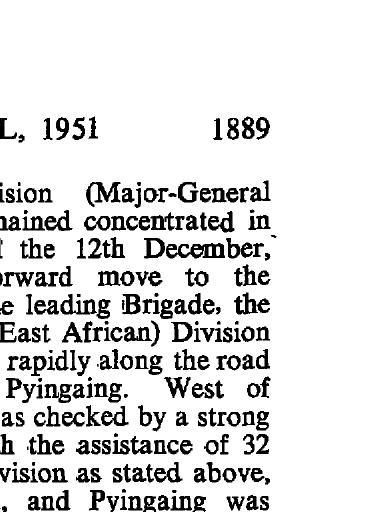 L, 1951 1889
ision (Major-General
ained concentrated in
the 12th December,
rward move to the
e leading Brigade, the
East African) Division
rapidly along the road
Pyingaing. West of
as checked by a strong
h the assistance of 32
vision as stated above,
, and Pyingaing was